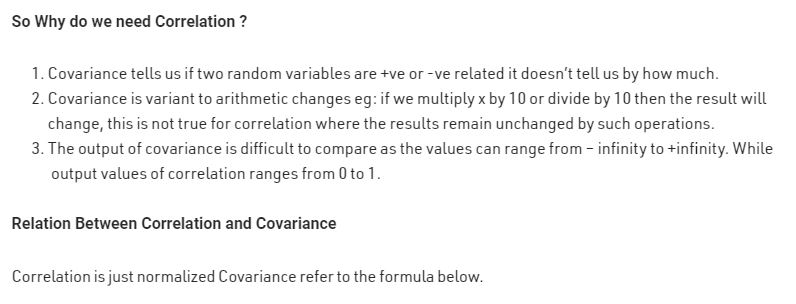 So Why do we need Correlation ?
1. Covariance tells us if two random variables are +ve or -ve related it doesn't tell us by how much.
2. Covariance is variant to arithmetic changes eg: if we multiply x by 10 or divide by 10 then the result will
change, this is not true for correlation where the results remain unchanged by such operations.
3. The output of covariance is difficult to compare as the values can range from – infinity to +infinity. While
output values of correlation ranges from 0 to 1.
Relation Between Correlation and Covariance
Correlation is just normalized Covariance refer to the formula below.